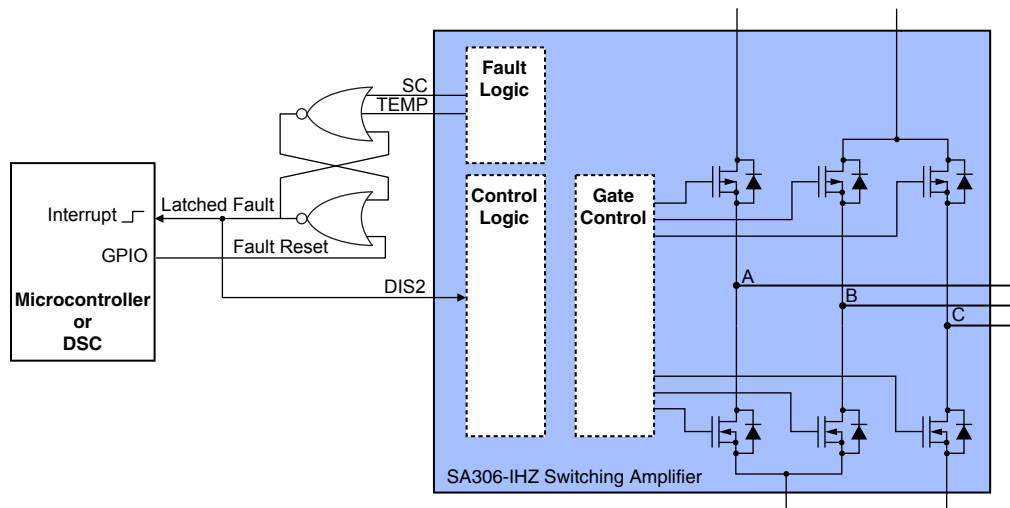 SC
TEMP
Fault
Logic
Latched Fault
Interrupt
Fault Reset
GPIO
Microcontroller
or
DSC
DIS2
Control
Logic
Gate
Control
A
B
C
SA306-IHZ Switching Amplifier